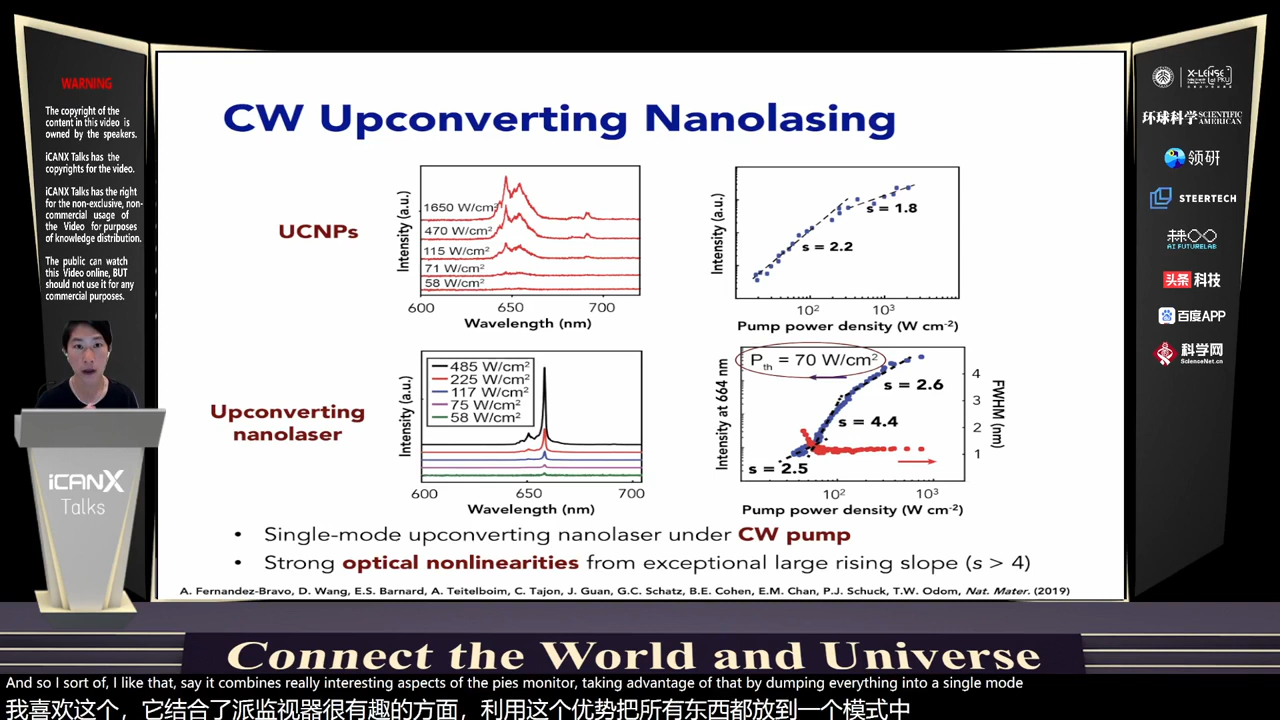 WARNING
The copyright of the
content in this video is
owned by the speakers.
iCANX Talks has the
copyrights for the video.
iCANX Talks has the right
for the non-exclusive, non-
commercial usage of
the Video for purposes
of knowledge distribution.
The public can watch
this Video online, BUT
should not use it for any
commercial purposes.
iCANX
Talks
CW Upconverting Nanolasing
UCNPs
Intensity (a.u.)
1650 W/cm²
470 W/cm²
115 W/cm²
71 W/cm²
58 W/cm²
600 650 700
Wavelength (nm)
Intensity (a.u.)
s = 1.8
s = 2.2
10² 10³
Pump power density (W cm⁻²)
Upconverting
nanolaser
Intensity (a.u.)
485 W/cm²
225 W/cm²
117 W/cm²
75 W/cm²
58 W/cm²
600 650 700
Wavelength (nm)
Intensity at 664 nm
Pth = 70 W/cm²
s = 2.6
s = 4.4
s = 2.5
4
3
2
1
FWHM (nm)
10² 10³
Pump power density (W cm⁻²)
• Single-mode upconverting nanolaser under CW pump
• Strong optical nonlinearities from exceptional large rising slope (s > 4)
A. Fernandez-Bravo, D. Wang, E.S. Barnard, A. Teitelboim, C. Tajon, J. Guan, G.C. Schatz, B.E. Cohen, E.M. Chan, P.J. Schuck, T.W. Odom, Nat. Mater. (2019)
X-LENSE
@ PKU
环球科学 SCIENTIFIC AMERICAN
领研
STEERTECH
AI FUTURELAB
头条 科技
百度APP
科学网
ScienceNet.cn
Connect the World and Universe
And so I sort of, I like that, say it combines really interesting aspects of the pies monitor, taking advantage of that by dumping everything into a single mode
我喜欢这个，它结合了派监视器很有趣的方面，利用这个优势把所有东西都放到一个模式中